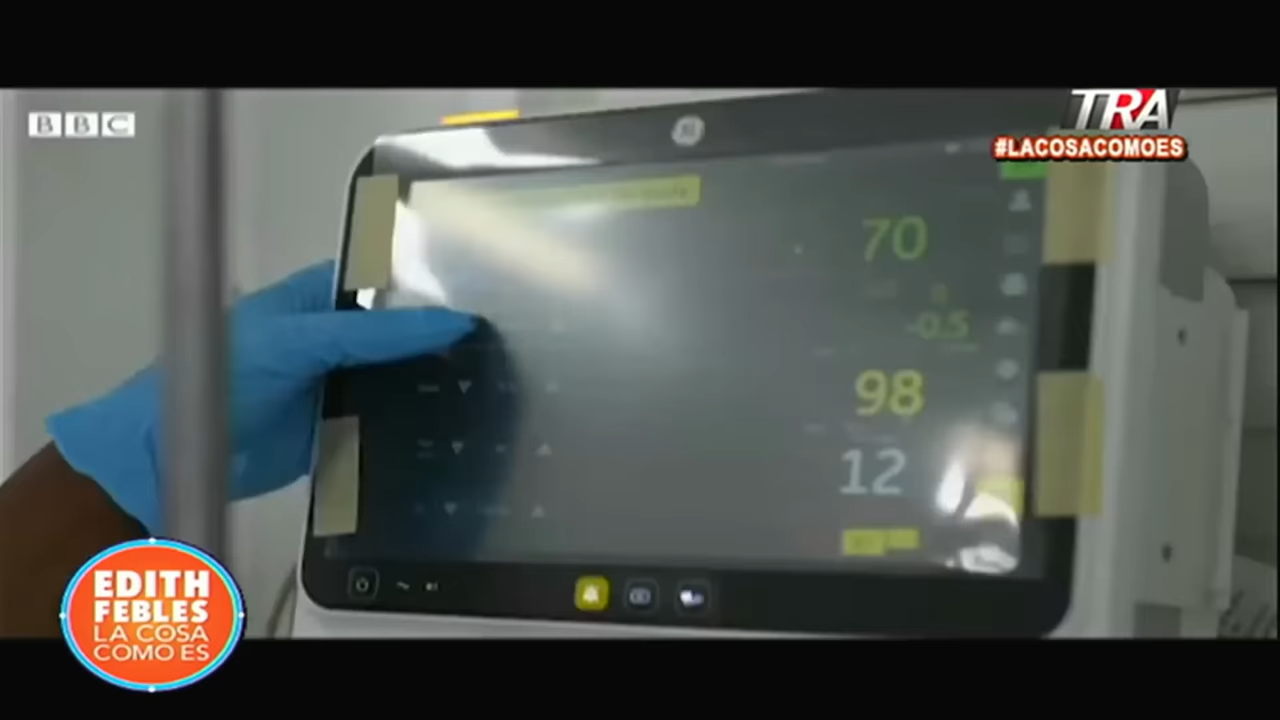 BBC
TRA
#LACOSACOMOES
70
-0.5
98
12
EDITH
FEBLES
LA COSA
COMO ES